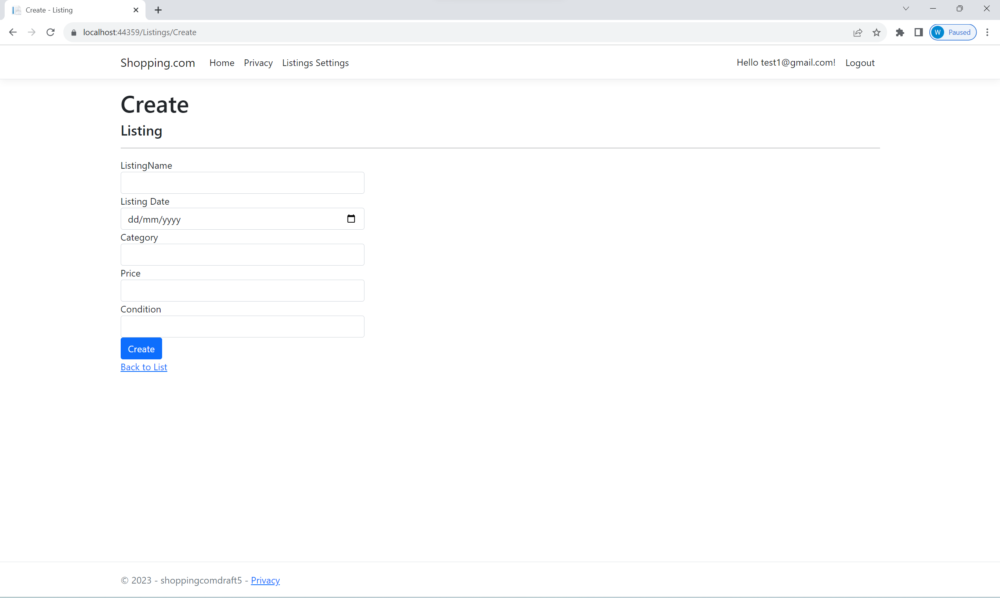 Create - Listing
localhost:44359/Listings/Create
W Paused
Shopping.com Home Privacy Listings Settings Hello test1@gmail.com! Logout
Create
Listing
ListingName
Listing Date
dd/mm/yyyy
Category
Price
Condition
Create
Back to List
© 2023 - shoppingcomdraft5 - Privacy